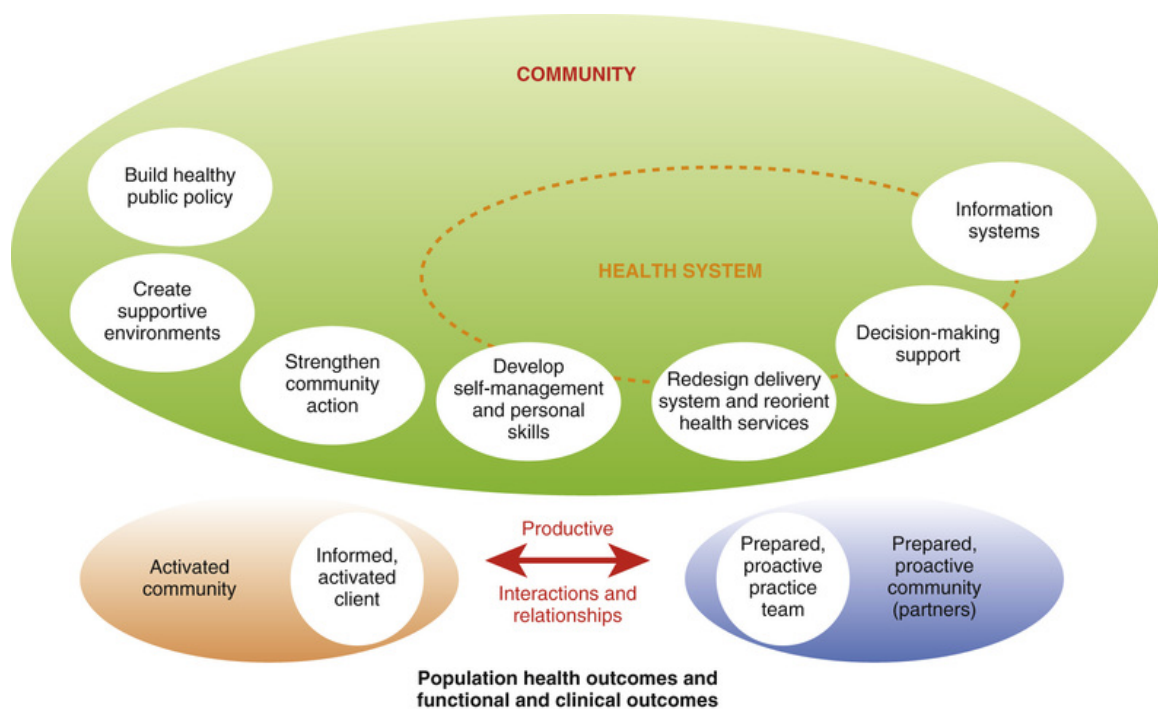 COMMUNITY
Build healthy
public policy
Create
supportive
environments
Strengthen
community
action
HEALTH SYSTEM
Develop
self-management
and personal
skills
Redesign delivery
system and reorient
health services
Decision-making
support
Information
systems
Activated
community
Informed,
activated
client
Productive
Interactions and
relationships
Prepared,
proactive
practice
team
Prepared,
proactive
community
(partners)
Population health outcomes and
functional and clinical outcomes